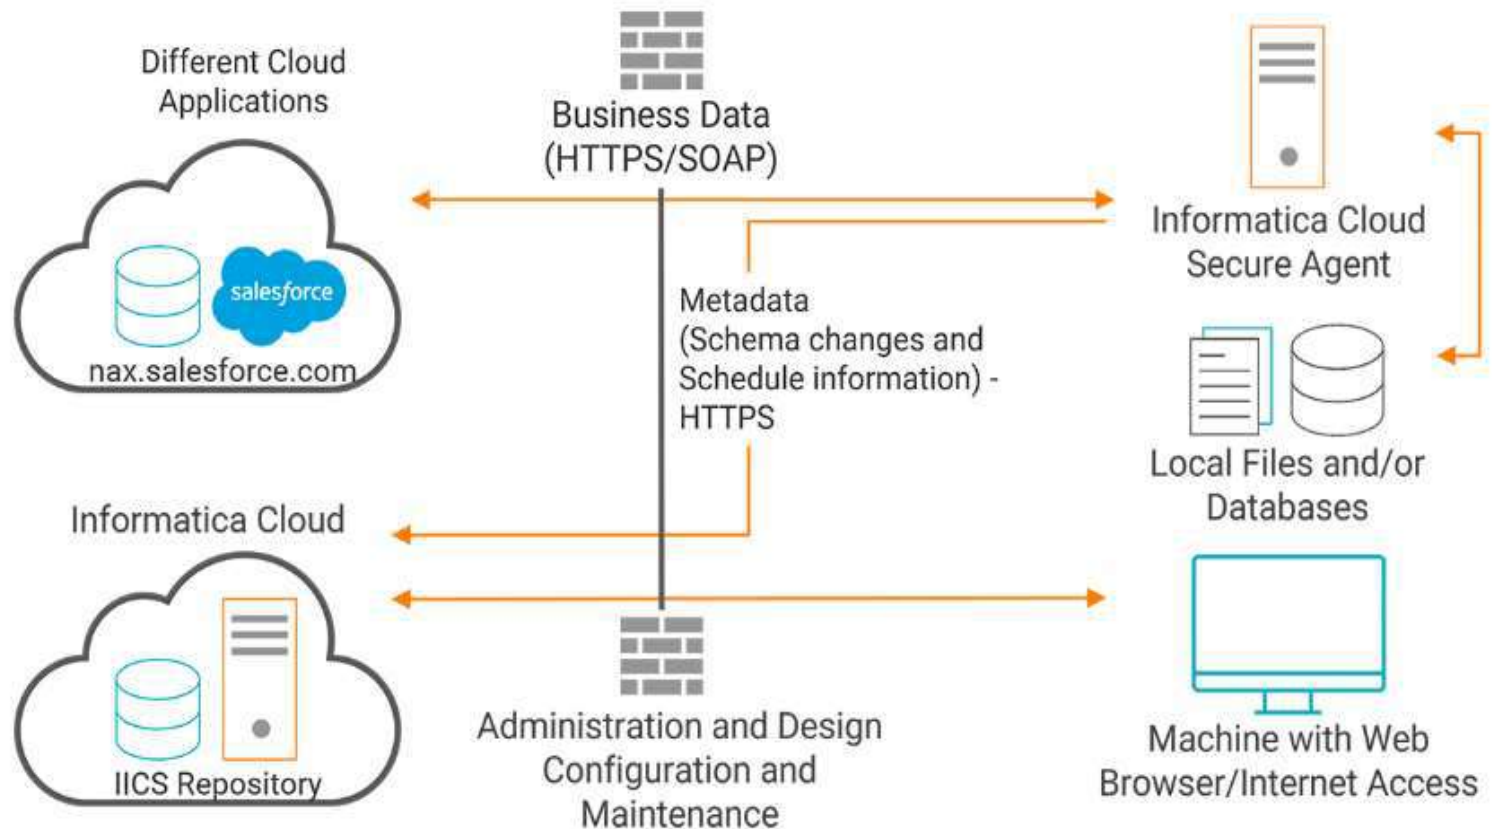 Different Cloud
Applications
salesforce
nax.salesforce.com
Business Data
(HTTPS/SOAP)
Informatica Cloud
Secure Agent
Metadata
(Schema changes and
Schedule information) -
HTTPS
Local Files and/or
Databases
Informatica Cloud
IICS Repository
Administration and Design
Configuration and
Maintenance
Machine with Web
Browser/Internet Access